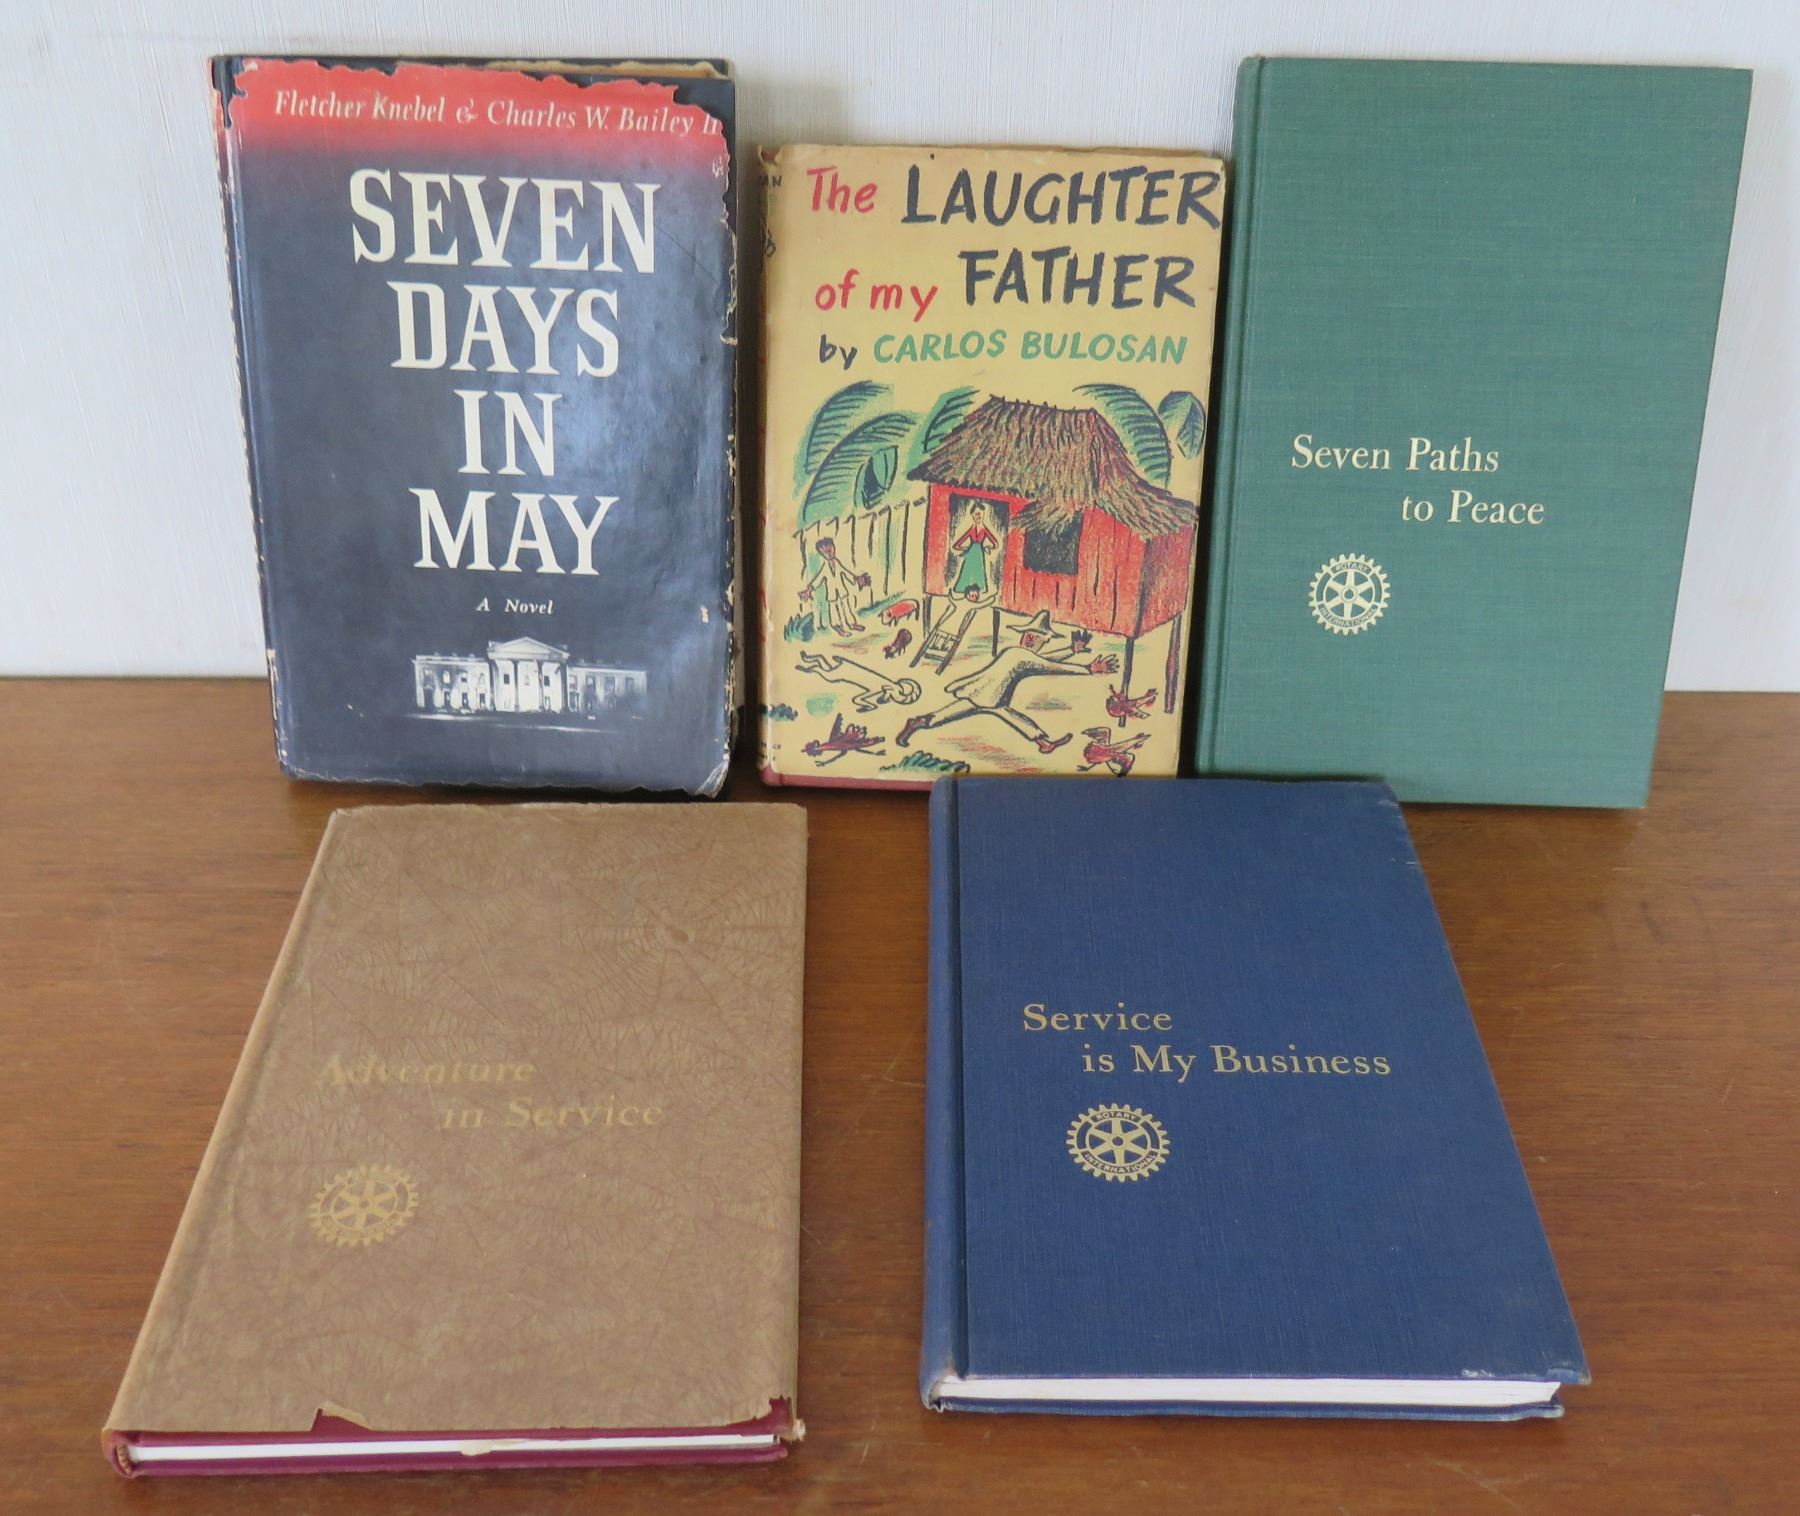 Fletcher Knebel & Charles W. Bailey II
SEVEN
DAYS
IN
MAY
A Novel
The LAUGHTER
of my FATHER
by CARLOS BULOSAN
Seven Paths
to Peace
ROTARY
INTERNATIONAL
Adventure
in Service
Service
is My Business
ROTARY
INTERNATIONAL